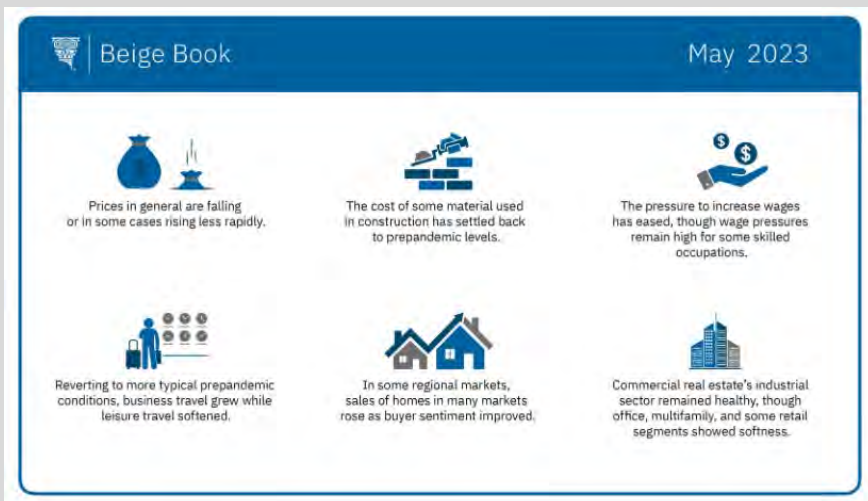 Beige Book
May 2023
Prices in general are falling
or in some cases rising less rapidly.
The cost of some material used
in construction has settled back
to prepandemic levels.
The pressure to increase wages
has eased, though wage pressures
remain high for some skilled
occupations.
Reverting to more typical prepandemic
conditions, business travel grew while
leisure travel softened.
In some regional markets,
sales of homes in many markets
rose as buyer sentiment improved.
Commercial real estate's industrial
sector remained healthy, though
office, multifamily, and some retail
segments showed softness.